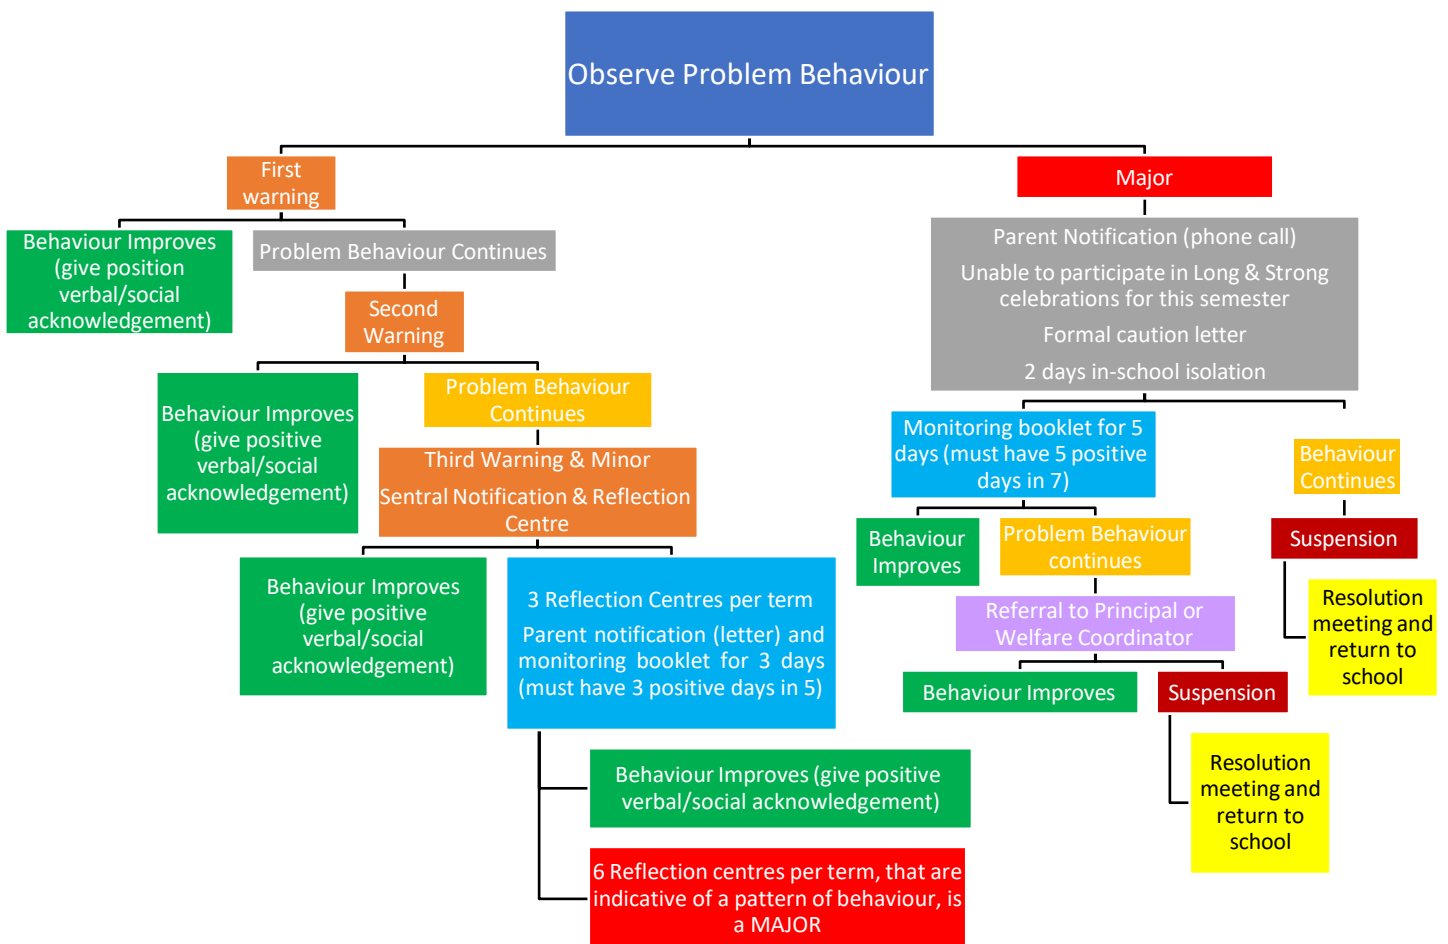 Observe Problem Behaviour
First
warning
Behaviour Improves
(give position
verbal/social
acknowledgement)
Problem Behaviour Continues
Second
Warning
Behaviour Improves
(give positive
verbal/social
acknowledgement)
Problem Behaviour
Continues
Third Warning & Minor
Sentral Notification & Reflection
Centre
Behaviour Improves
(give positive
verbal/social
acknowledgement)
3 Reflection Centres per term
Parent notification (letter) and
monitoring booklet for 3 days
(must have 3 positive days in 5)
Behaviour Improves (give positive
verbal/social acknowledgement)
6 Reflection centres per term, that are
indicative of a pattern of behaviour, is
a MAJOR
Major
Parent Notification (phone call)
Unable to participate in Long & Strong
celebrations for this semester
Formal caution letter
2 days in-school isolation
Monitoring booklet for 5
days (must have 5 positive
days in 7)
Behaviour
Improves
Problem Behaviour
continues
Referral to Principal or
Welfare Coordinator
Behaviour Improves
Suspension
Resolution
meeting and
return to
school
Behaviour
Continues
Suspension
Resolution
meeting and
return to
school